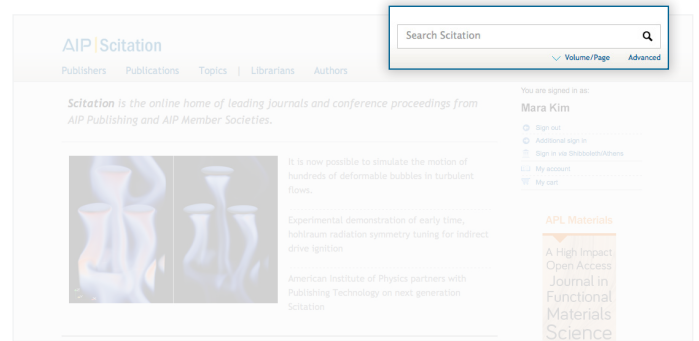 Search Scitation
Volume/Page Advanced
AIP Scitation
Publishers Publications Topics | Librarians Authors
Scitation is the online home of leading journals and conference proceedings from
AIP Publishing and AIP Member Societies.
It is now possible to simulate the motion of
hundreds of deformable bubbles in turbulent
flows.
Experimental demonstration of early time,
hohlraum radiation symmetry tuning for indirect
drive ignition
American Institute of Physics partners with
Publishing Technology on next generation
Scitation
You are signed in as:
Mara Kim
Sign out
Additional sign in
Sign in via Shibboleth/Athens
My account
My cart
APL Materials
A High Impact
Open Access
Journal in
Functional
Materials
Science